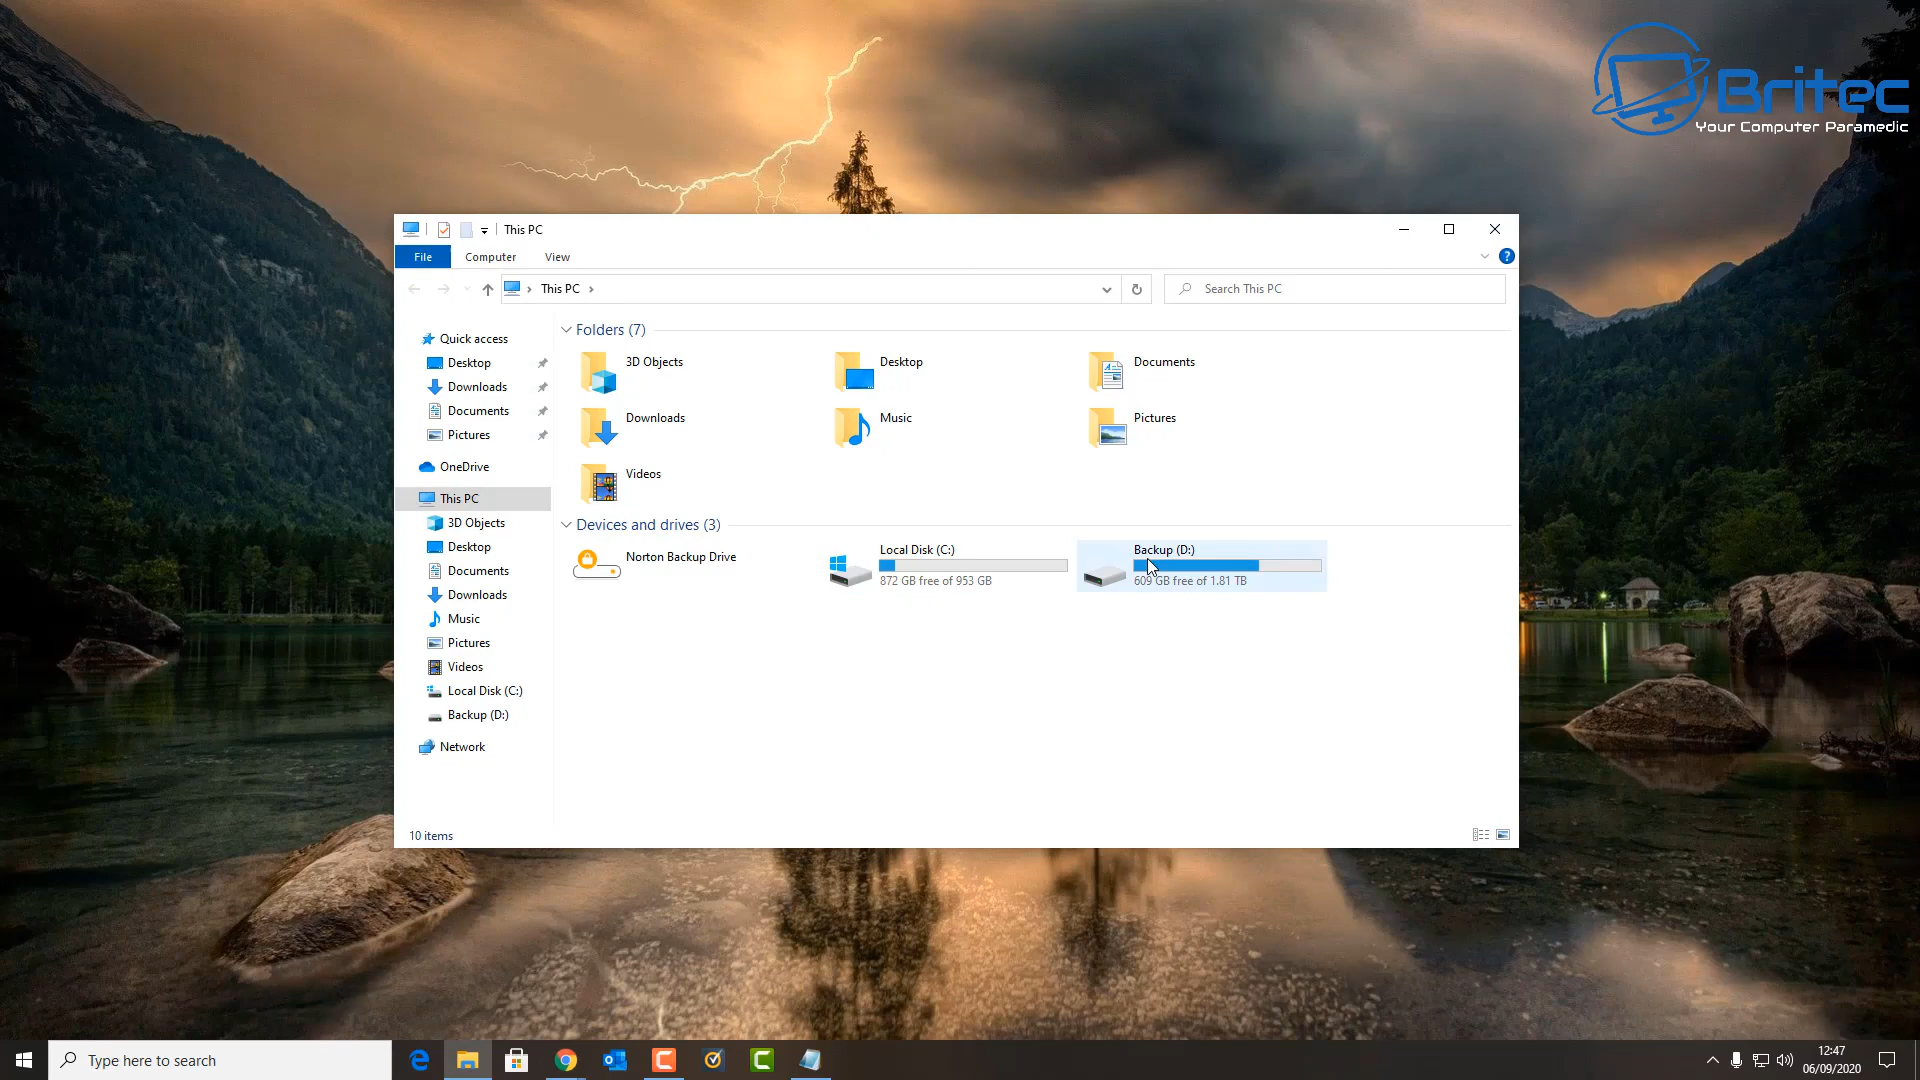 Britec
Your Computer Paramedic
This PC
File
Computer
View
This PC
Search This PC
Quick access
Desktop
Downloads
Documents
Pictures
OneDrive
This PC
3D Objects
Desktop
Documents
Downloads
Music
Pictures
Videos
Local Disk (C:)
Backup (D:)
Network
Folders (7)
3D Objects
Desktop
Documents
Downloads
Music
Pictures
Videos
Devices and drives (3)
Norton Backup Drive
Local Disk (C:)
872 GB free of 953 GB
Backup (D:)
609 GB free of 1.81 TB
10 items
Type here to search
12:47
06/09/2020